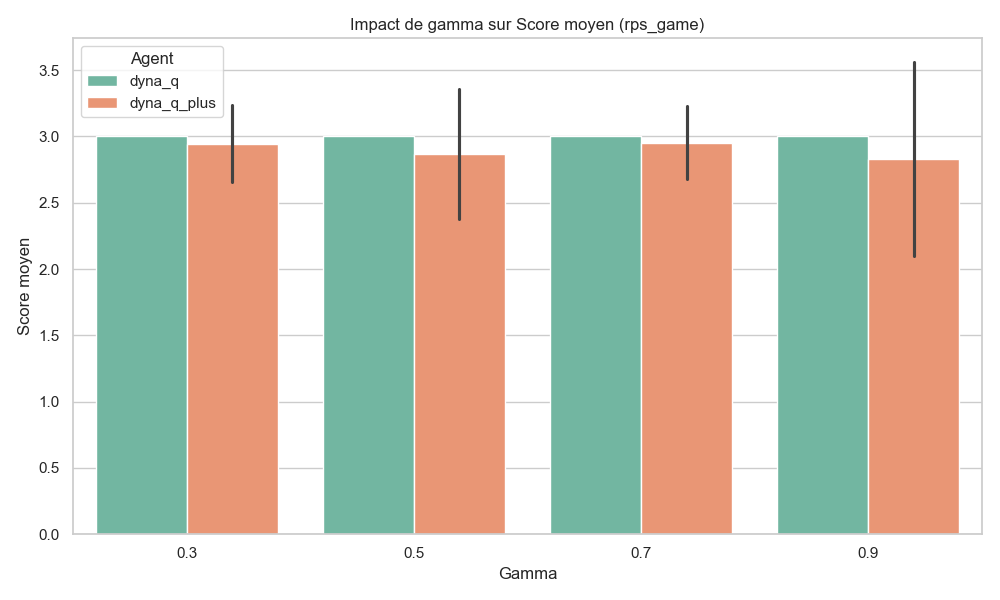 Impact de gamma sur Score moyen (rps_game)
Agent
dyna_q
dyna_q_plus
Score moyen
3.5
3.0
2.5
2.0
1.5
1.0
0.5
0.0
0.3 0.5 0.7 0.9
Gamma